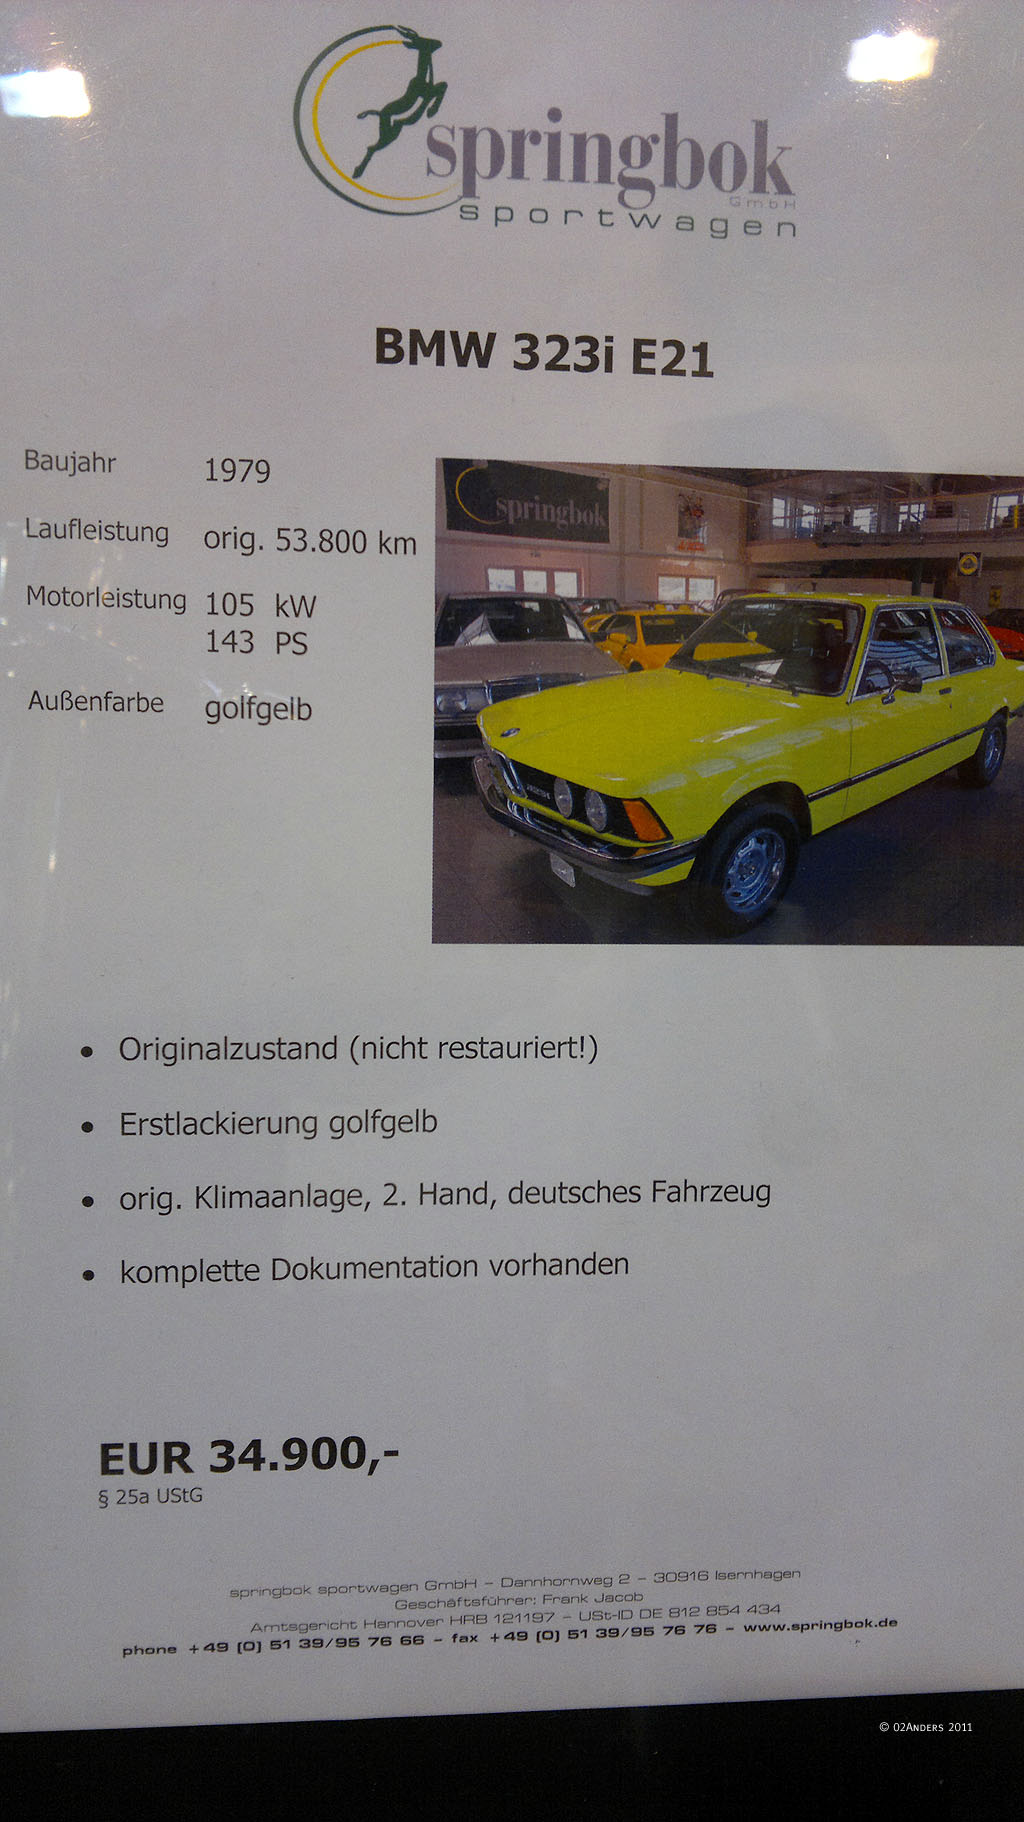 springbok
GmbH
sportwagen
BMW 323i E21
Baujahr 1979
Laufleistung orig. 53.800 km
Motorleistung 105 kW
143 PS
Außenfarbe golfgelb
springbok
323i
• Originalzustand (nicht restauriert!)
• Erstlackierung golfgelb
• orig. Klimaanlage, 2. Hand, deutsches Fahrzeug
• komplette Dokumentation vorhanden
EUR 34.900,-
§ 25a UStG
springbok sportwagen GmbH – Dannhornweg 2 – 30916 Isernhagen
Geschäftsführer: Frank Jacob
Amtsgericht Hannover HRB 121197 – USt-ID DE 812 854 434
phone +49 (0) 51 39/95 76 66 – fax +49 (0) 51 39/95 76 76 – www.springbok.de
© 02Anders 2011